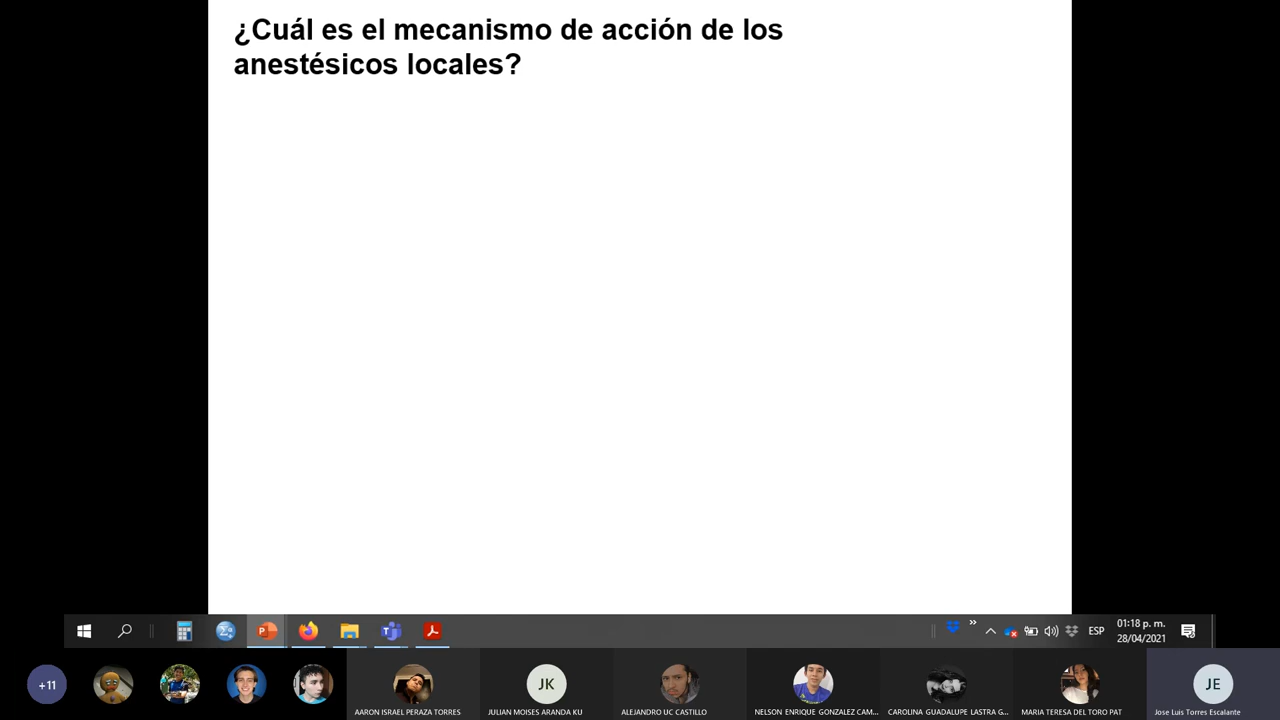 ¿Cuál es el mecanismo de acción de los
anestésicos locales?
ESP
01:18 p. m.
28/04/2021
+11
AARON ISRAEL PERAZA TORRES
JK
JULIAN MOISES ARANDA KU
ALEJANDRO UC CASTILLO
NELSON ENRIQUE GONZALEZ CAM...
CAROLINA GUADALUPE LASTRA G...
MARIA TERESA DEL TORO PAT
JE
Jose Luis Torres Escalante